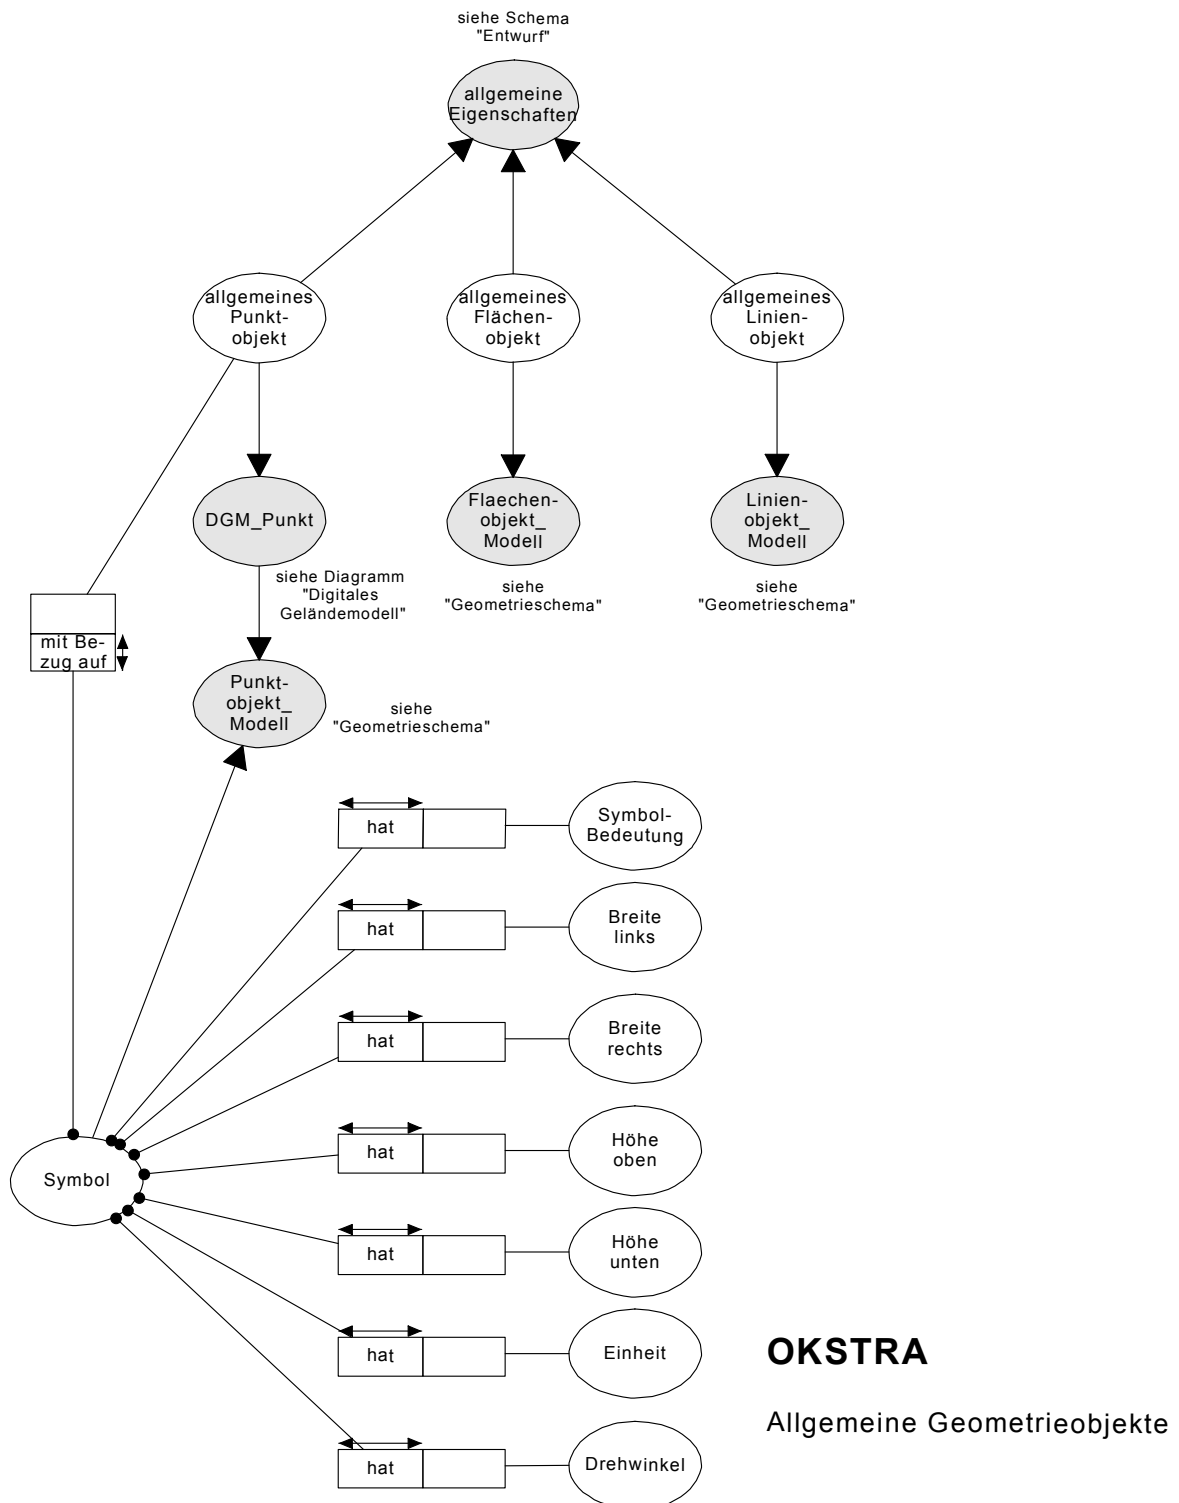 siehe Schema
"Entwurf"
allgemeine
Eigenschaften
allgemeines
Punkt-
objekt
allgemeines
Flächen-
objekt
allgemeines
Linien-
objekt
DGM_Punkt
Flaechen-
objekt_
Modell
Linien-
objekt_
Modell
siehe Diagramm
"Digitales
Geländemodell"
siehe
"Geometrieschema"
siehe
"Geometrieschema"
mit Be-
zug auf
Punkt-
objekt_
Modell
siehe
"Geometrieschema"
hat
Symbol-
Bedeutung
hat
Breite
links
hat
Breite
rechts
hat
Höhe
oben
Symbol
hat
Höhe
unten
hat
Einheit
OKSTRA
Allgemeine Geometrieobjekte
hat
Drehwinkel